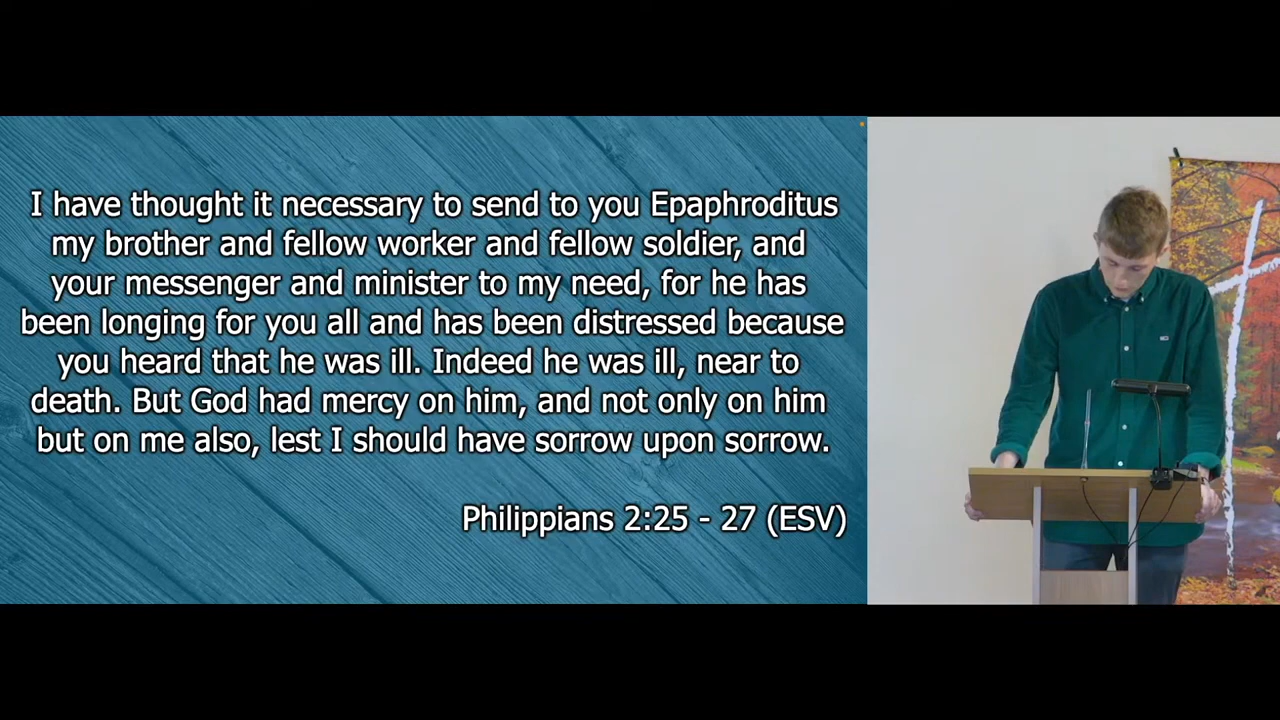 I have thought it necessary to send to you Epaphroditus
my brother and fellow worker and fellow soldier, and
your messenger and minister to my need, for he has
been longing for you all and has been distressed because
you heard that he was ill. Indeed he was ill, near to
death. But God had mercy on him, and not only on him
but on me also, lest I should have sorrow upon sorrow.
Philippians 2:25 - 27 (ESV)